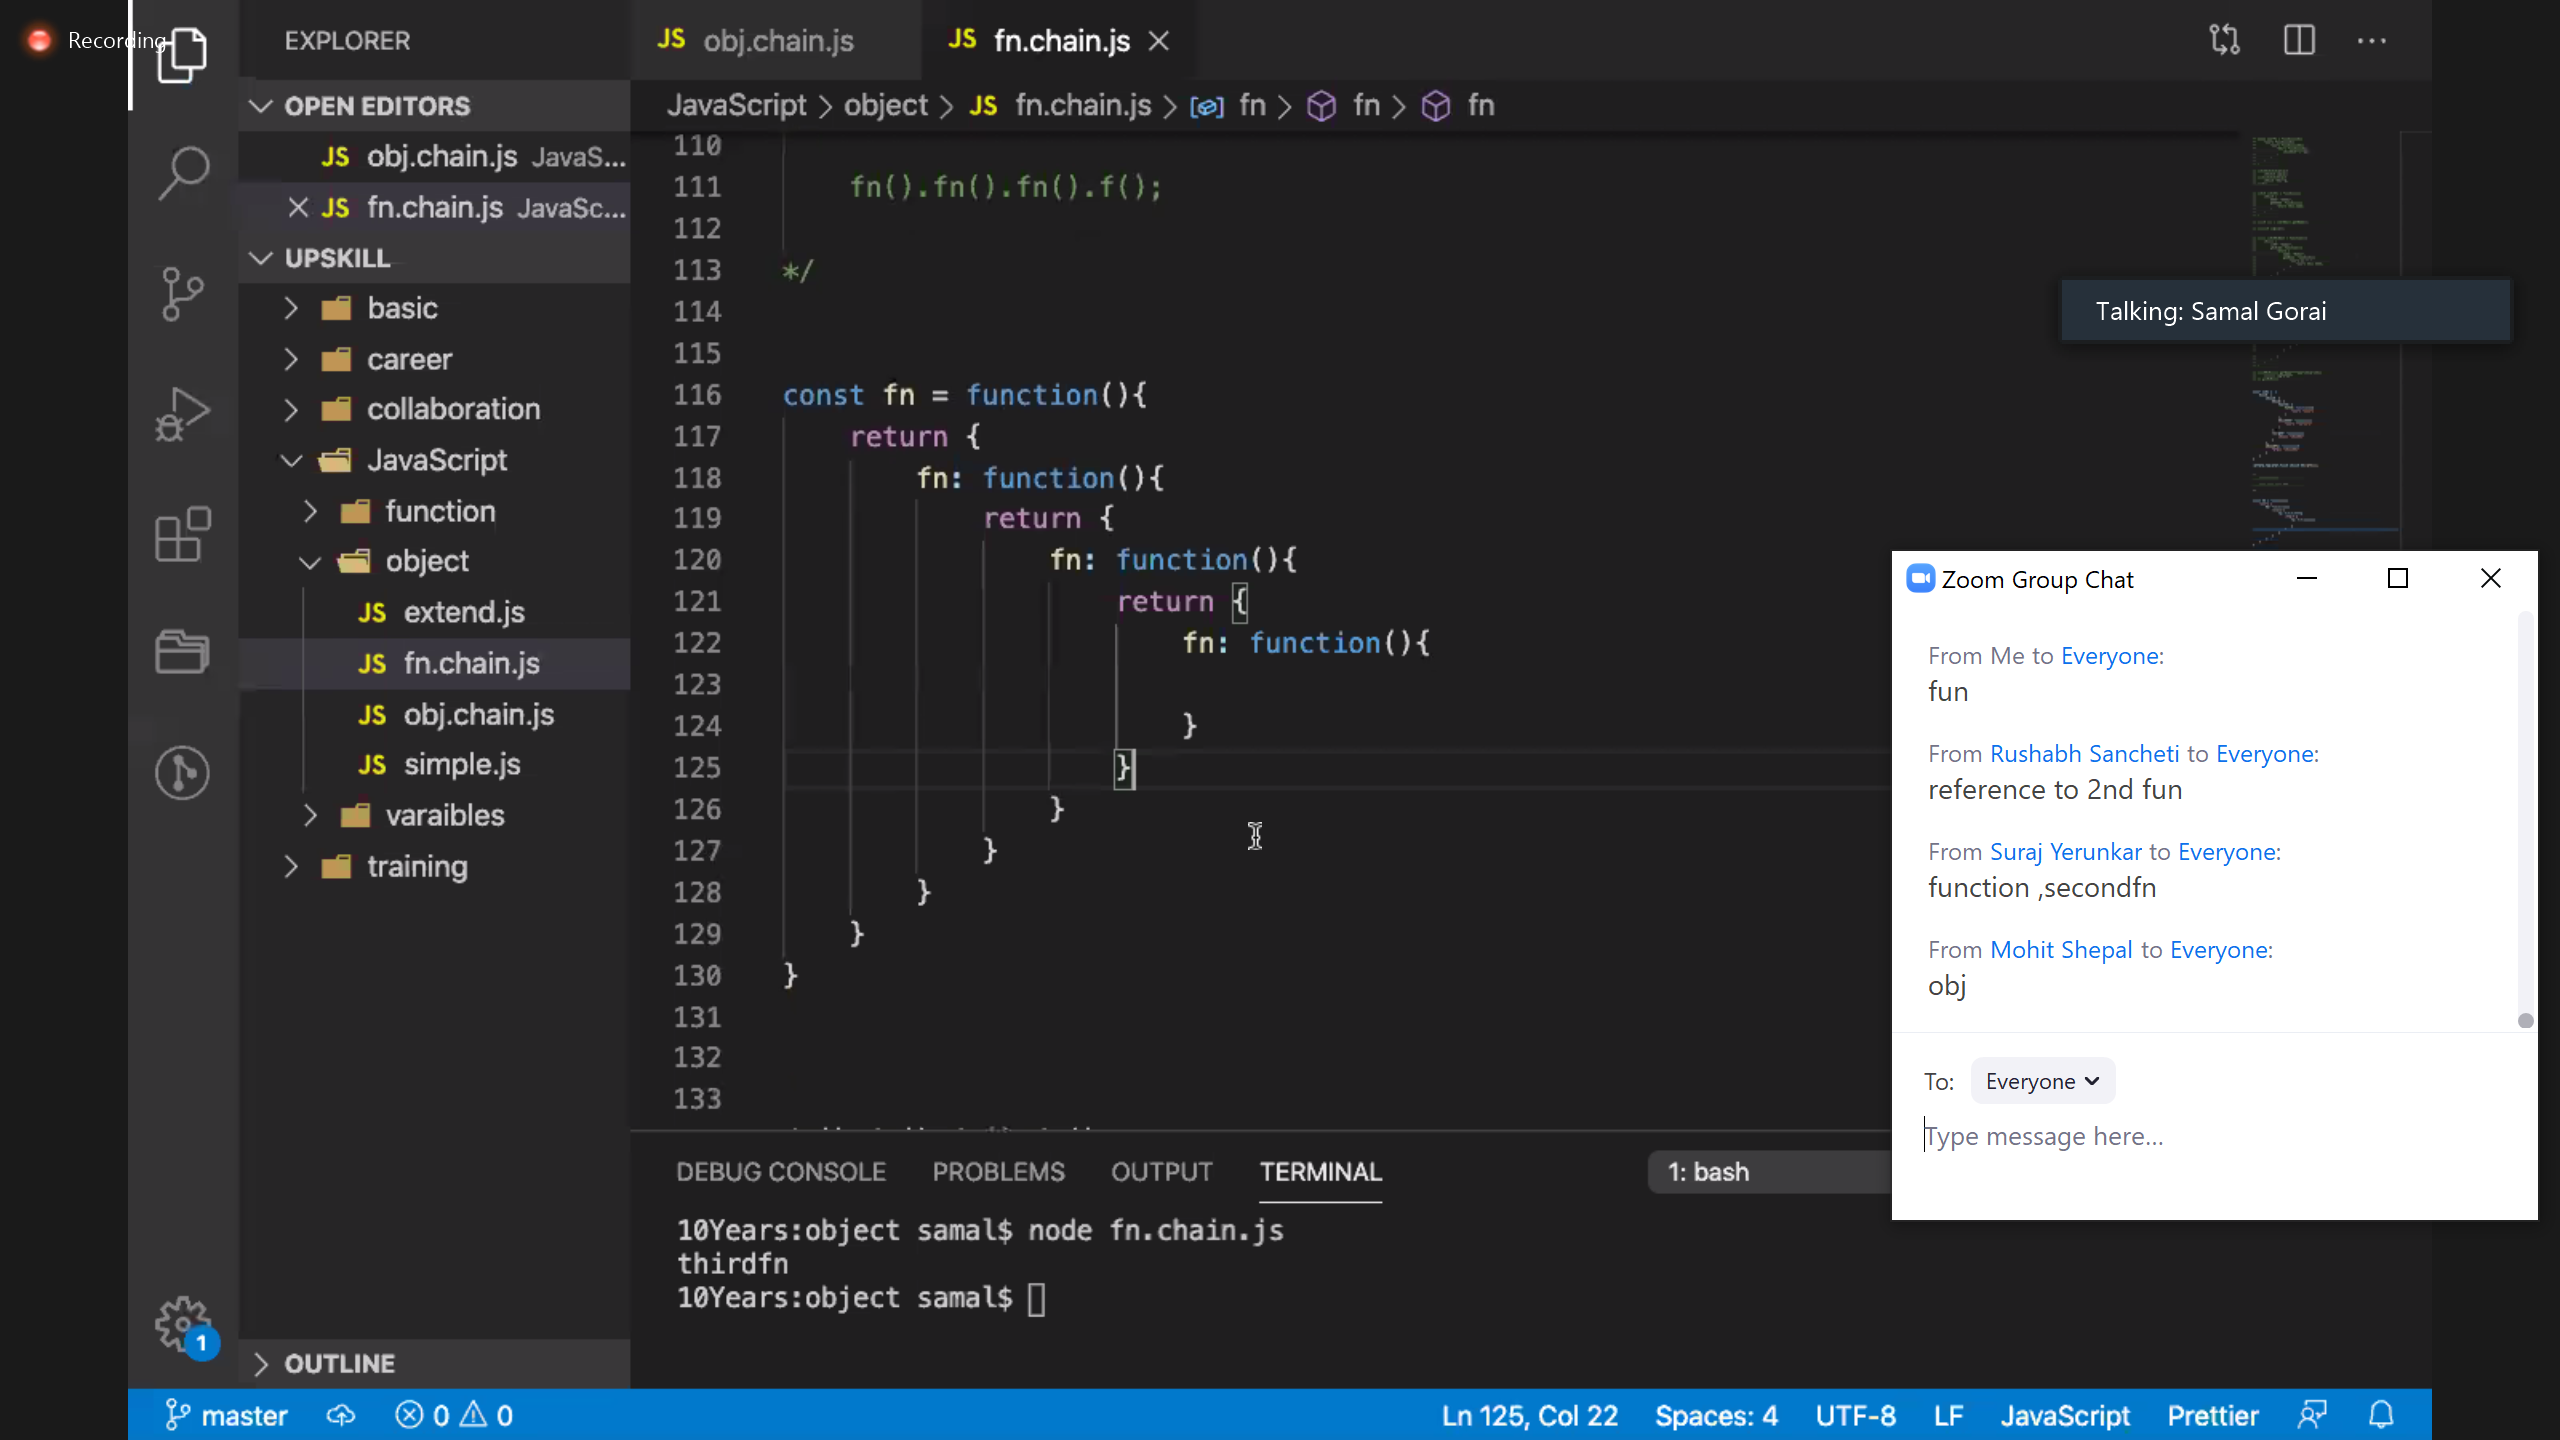 Recording
EXPLORER
OPEN EDITORS
JS obj.chain.js JavaS...
JS fn.chain.js JavaSc...
UPSKILL
basic
career
collaboration
JavaScript
function
object
JS extend.js
JS fn.chain.js
JS obj.chain.js
JS simple.js
varaibles
training
OUTLINE
JS obj.chain.js
JS fn.chain.js
JavaScript > object > JS fn.chain.js > fn > fn > fn
110
111 fn().fn().fn().f();
112
113 */
114
115
116 const fn = function(){
117 return {
118 fn: function(){
119 return {
120 fn: function(){
121 return {
122 fn: function(){
123
124 }
125 }
126 }
127 }
128 }
129 }
130 }
131
132
133
DEBUG CONSOLE PROBLEMS OUTPUT TERMINAL
1: bash
10Years:object samal$ node fn.chain.js
thirdfn
10Years:object samal$
Talking: Samal Gorai
Zoom Group Chat
From Me to Everyone:
fun
From Rushabh Sancheti to Everyone:
reference to 2nd fun
From Suraj Yerunkar to Everyone:
function ,secondfn
From Mohit Shepal to Everyone:
obj
To: Everyone
Type message here...
1
master 0 0 Ln 125, Col 22 Spaces: 4 UTF-8 LF JavaScript Prettier